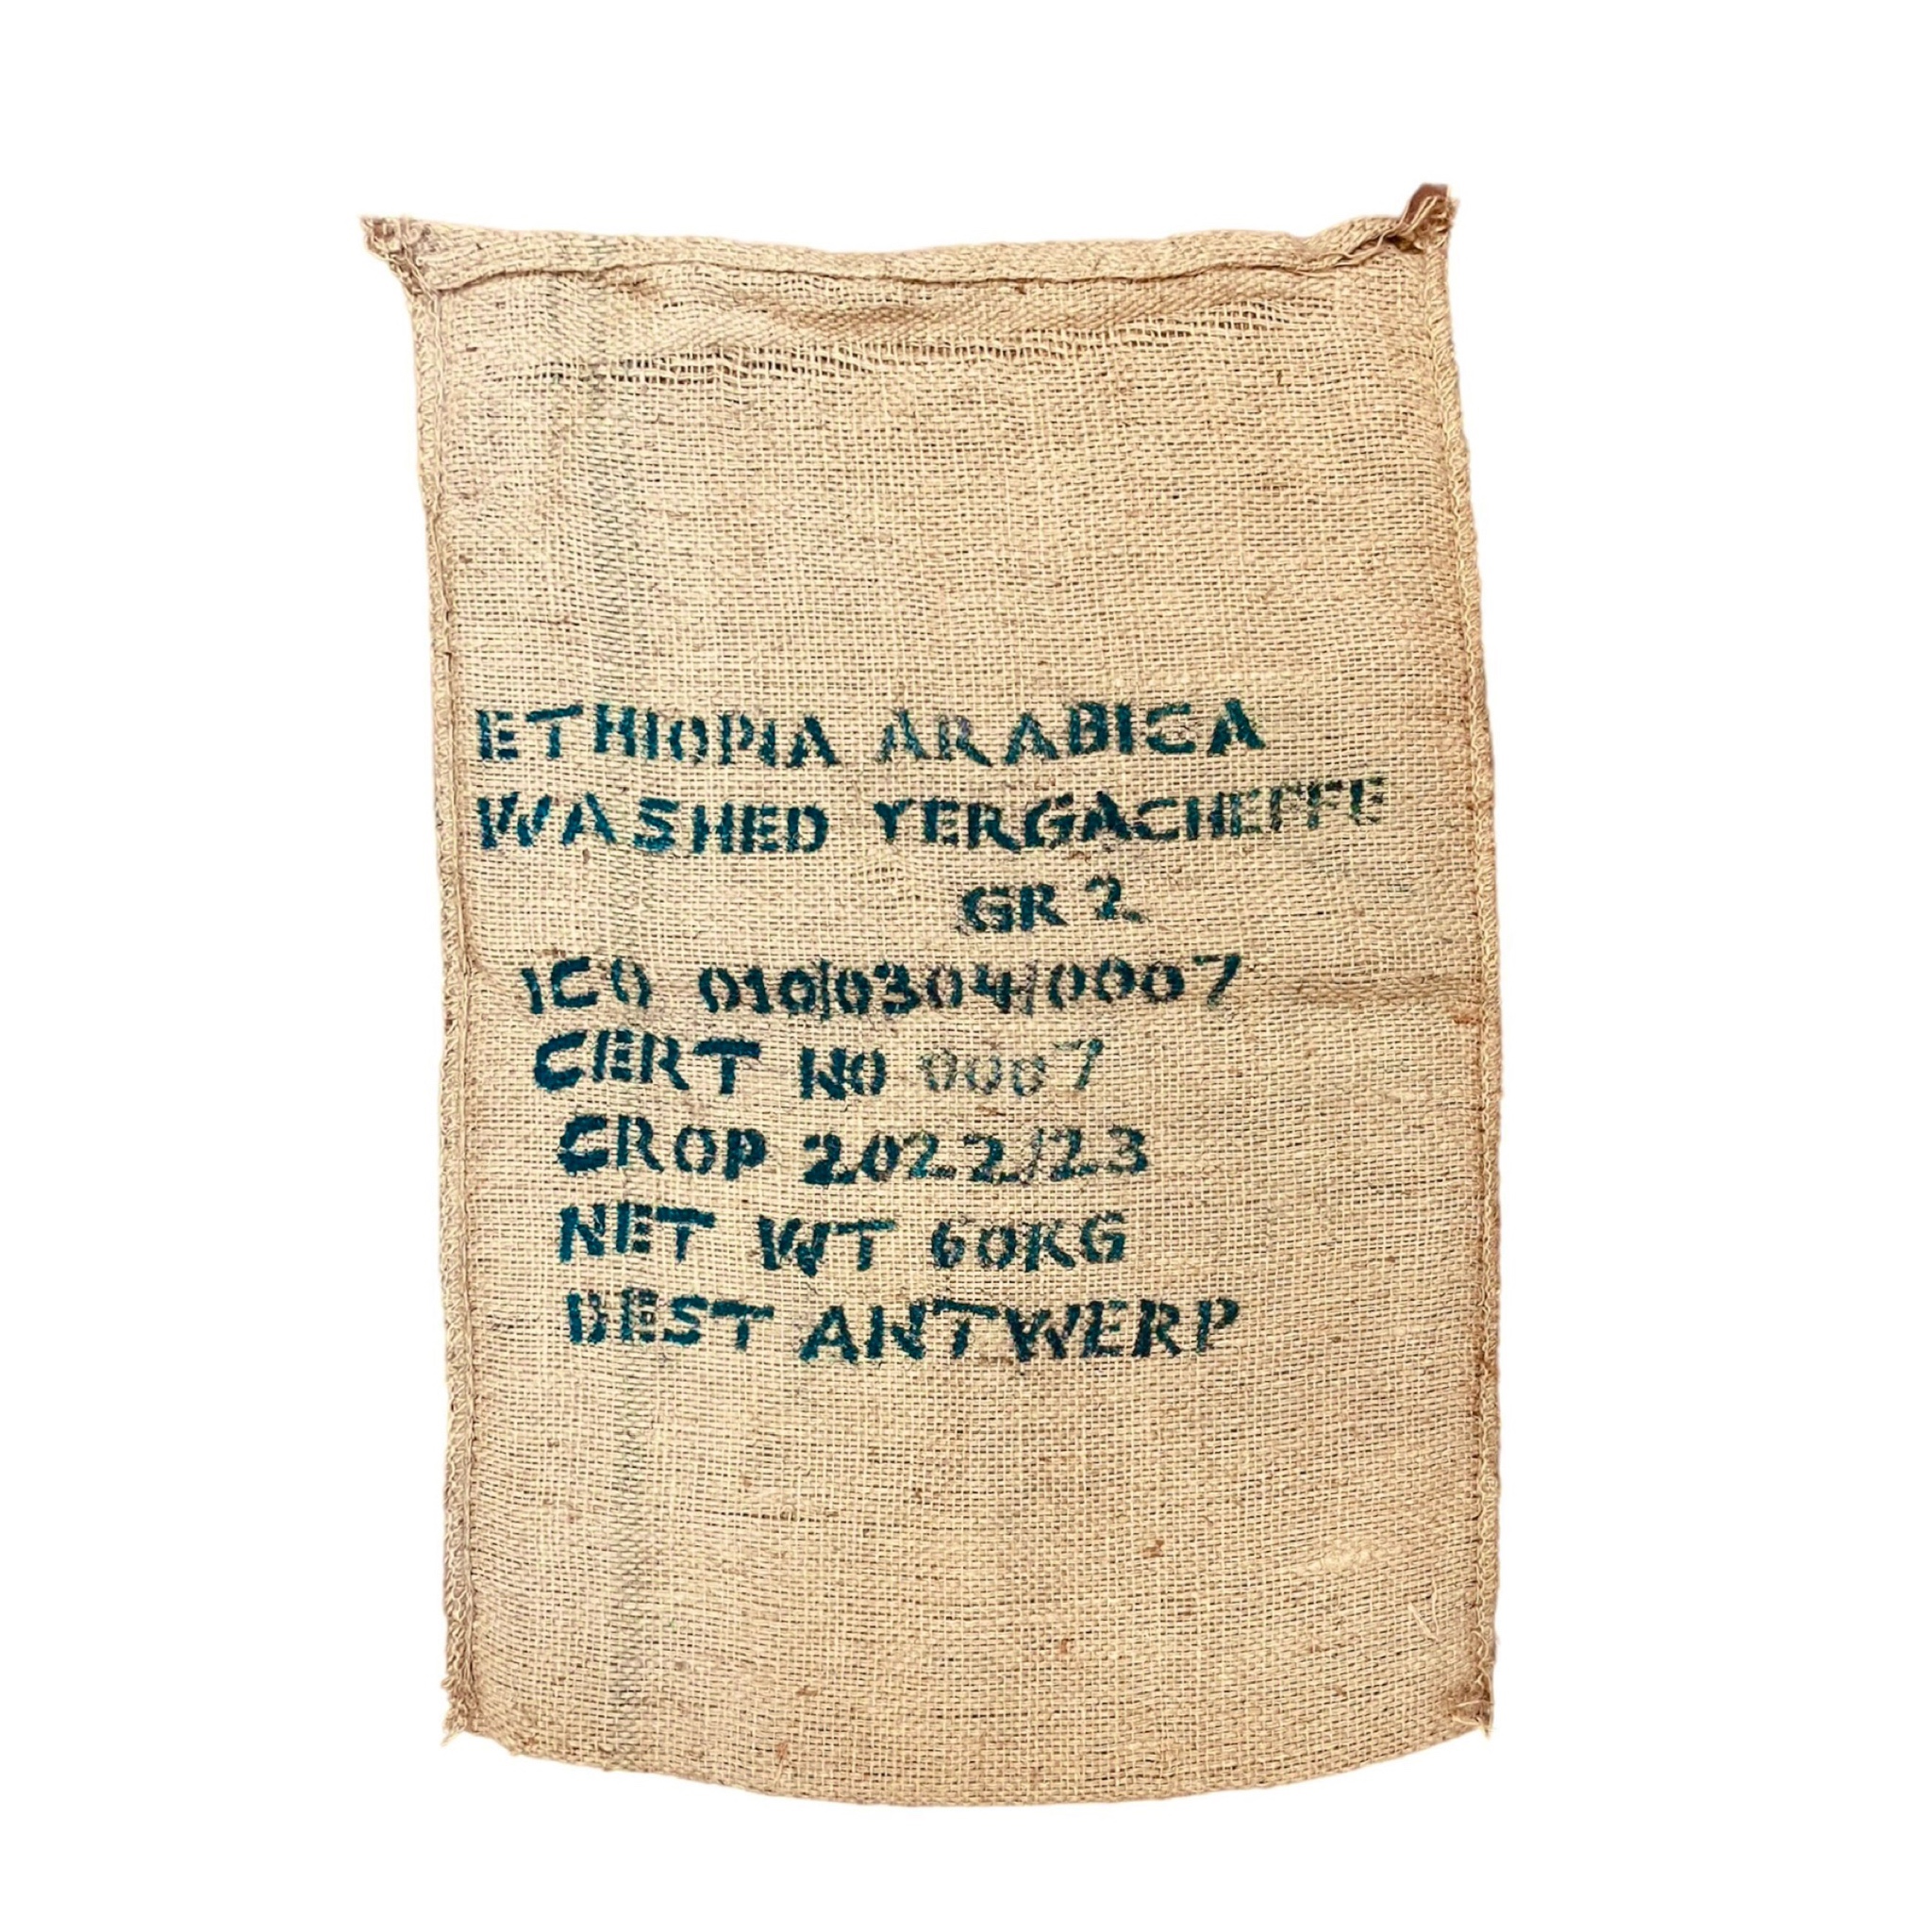 ETHIOPIA ARABICA
WASHED YERGACHEFFE
GR 2
ICO 010/0304/0007
CERT NO 0007
CROP 2022/23
NET WT 60KG
DEST ANTWERP